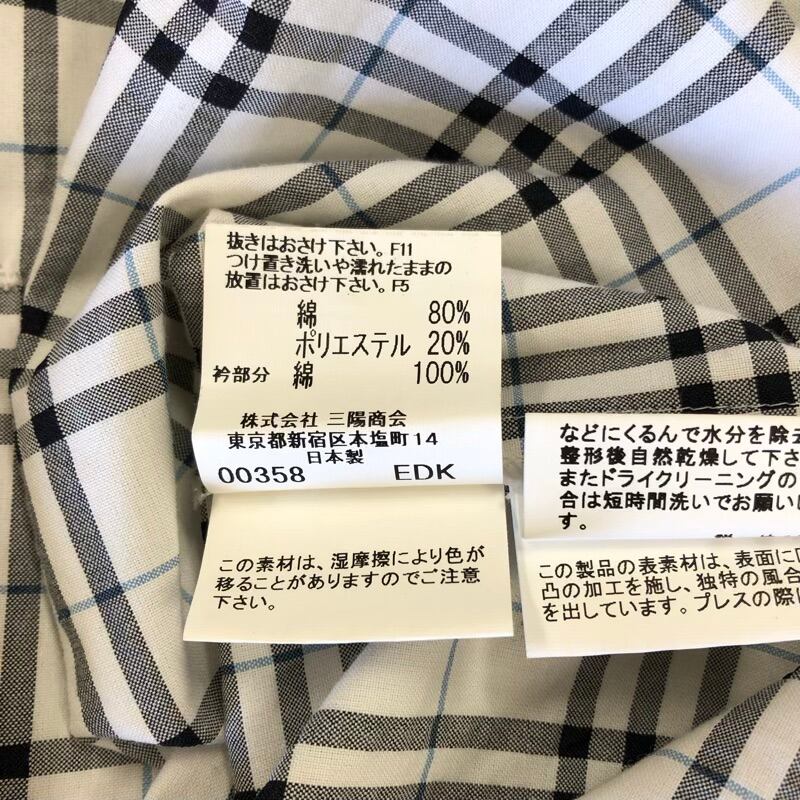 抜きはおさけ下さい。F11
つけ置き洗いや濡れたままの
放置はおさけ下さい。F5
綿 80%
ポリエステル 20%
衿部分 綿 100%
株式会社 三陽商会
東京都新宿区本塩町14
日本製
00358 EDK
この素材は、湿摩擦により色が
移ることがありますのでご注意
下さい。
などにくるんで水分を除去
整形後自然乾燥して下さ
またドライクリーニングの
合は短時間洗いでお願い
す。
この製品の表素材は、表面に凹
凸の加工を施し、独特の風合
を出しています。プレスの際に